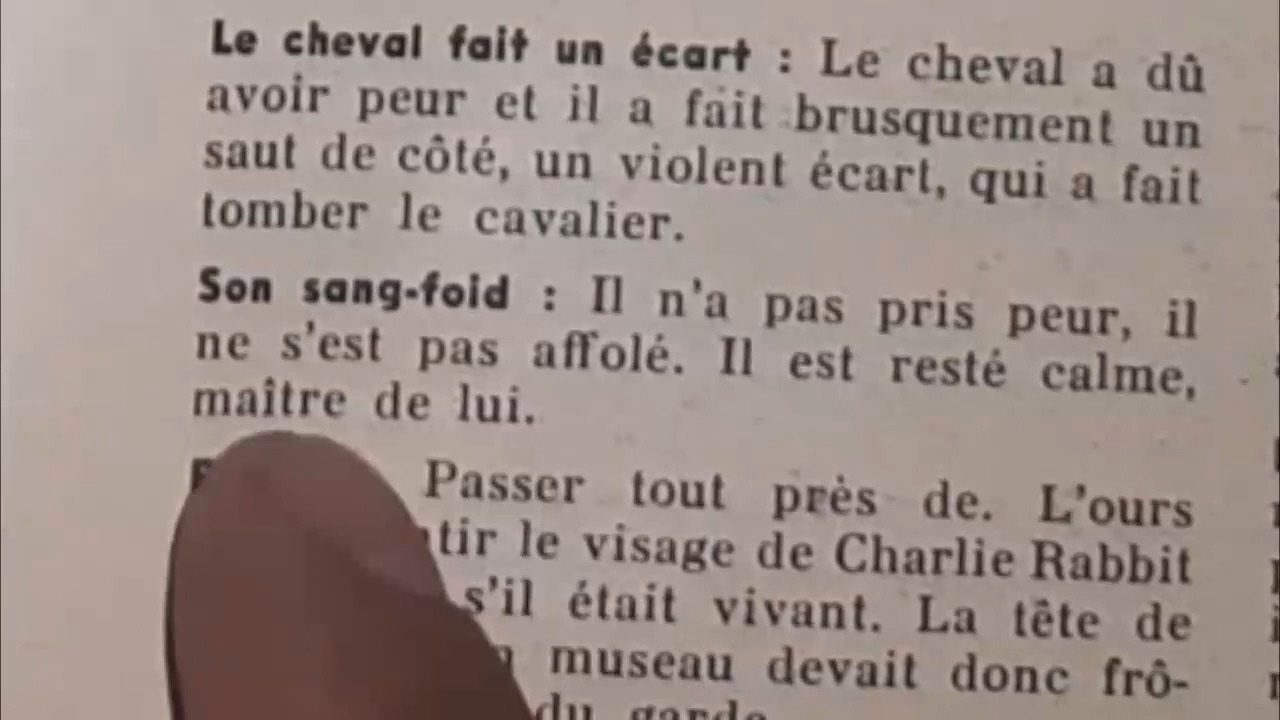 Le cheval fait un écart : Le cheval a dû
avoir peur et il a fait brusquement un
saut de côté, un violent écart, qui a fait
tomber le cavalier.
Son sang-foid : Il n'a pas pris peur, il
ne s'est pas affolé. Il est resté calme,
maître de lui.
Passer tout près de. L'ours
le visage de Charlie Rabbit
s'il était vivant. La tête de
museau devait donc frô-
du garde